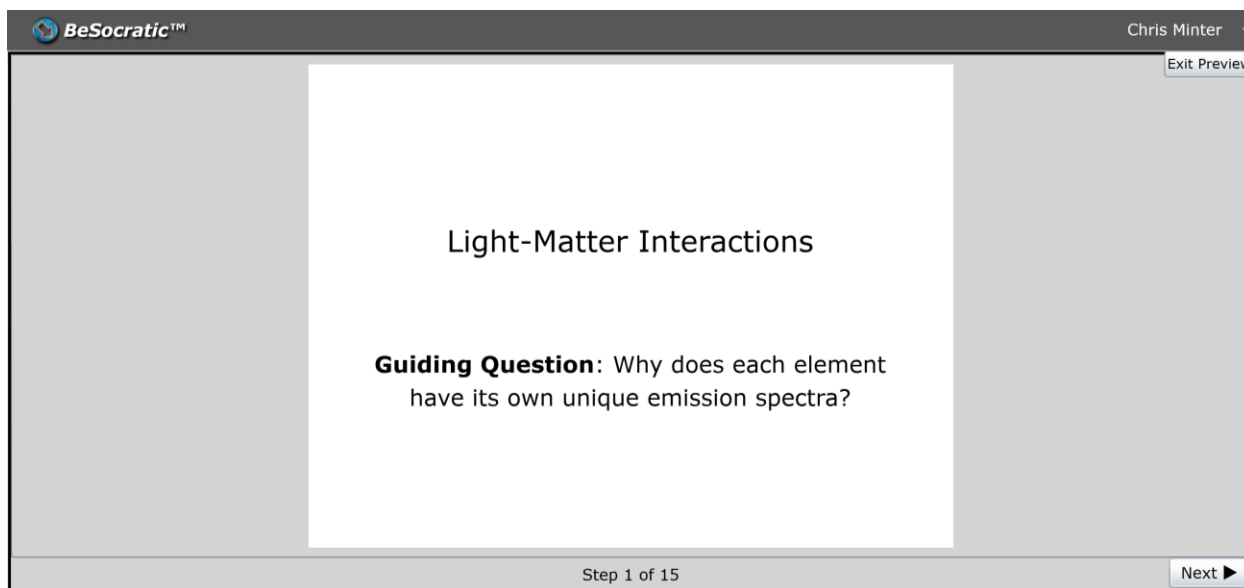 BeSocratic™
Chris Minter
Exit Preview
Light-Matter Interactions
Guiding Question: Why does each element
have its own unique emission spectra?
Step 1 of 15
Next ▶